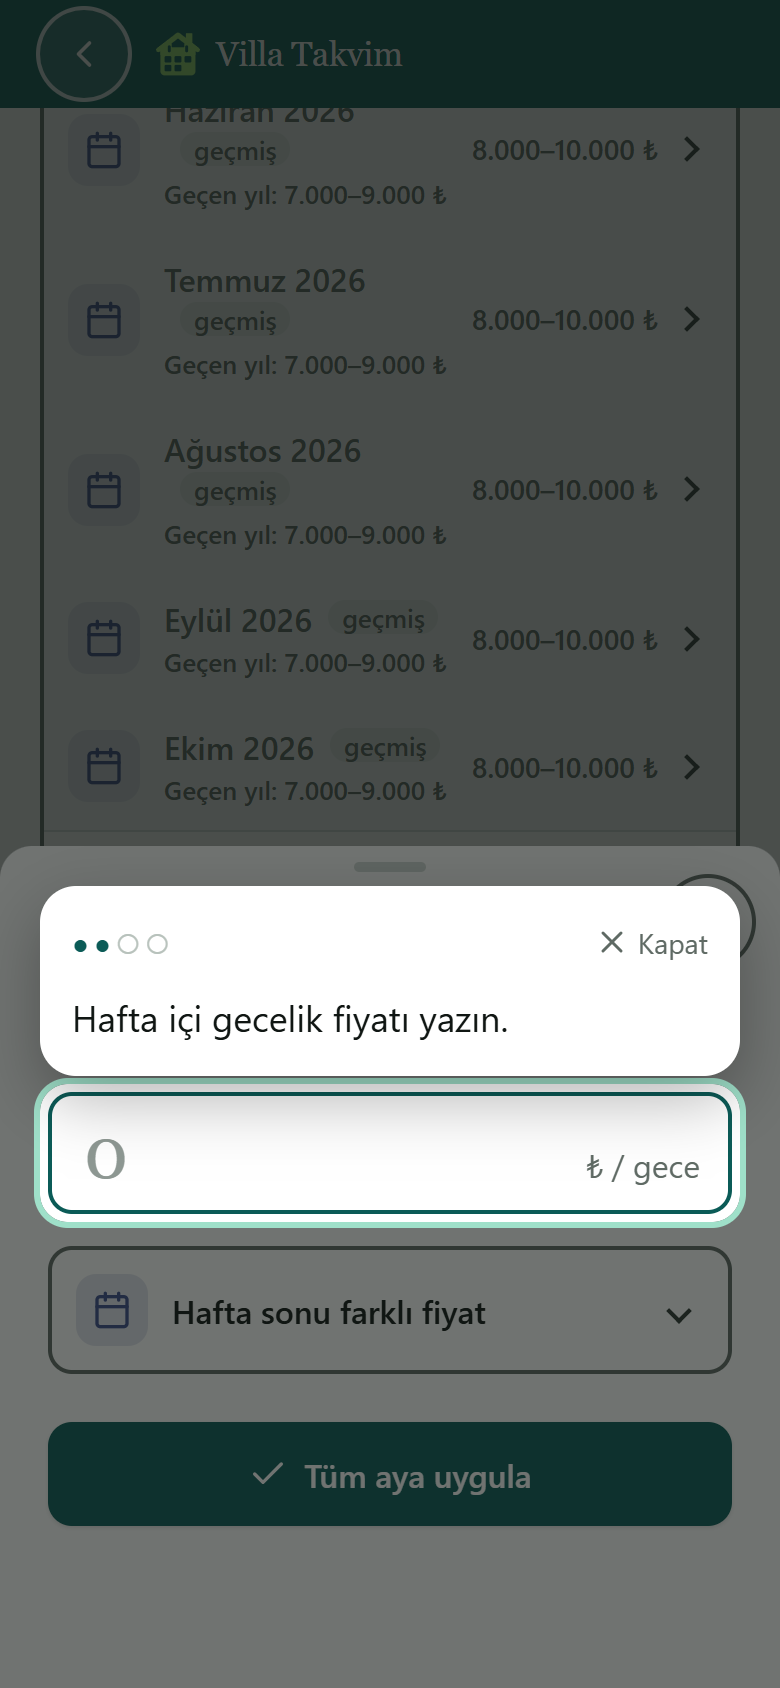 Villa Takvim
Haziran 2026
geçmiş
8.000–10.000 ₺
Geçen yıl: 7.000–9.000 ₺
Temmuz 2026
geçmiş
8.000–10.000 ₺
Geçen yıl: 7.000–9.000 ₺
Ağustos 2026
geçmiş
8.000–10.000 ₺
Geçen yıl: 7.000–9.000 ₺
Eylül 2026 geçmiş
8.000–10.000 ₺
Geçen yıl: 7.000–9.000 ₺
Ekim 2026 geçmiş
8.000–10.000 ₺
Geçen yıl: 7.000–9.000 ₺
Kapat
Hafta içi gecelik fiyatı yazın.
0 ₺ / gece
Hafta sonu farklı fiyat
Tüm aya uygula